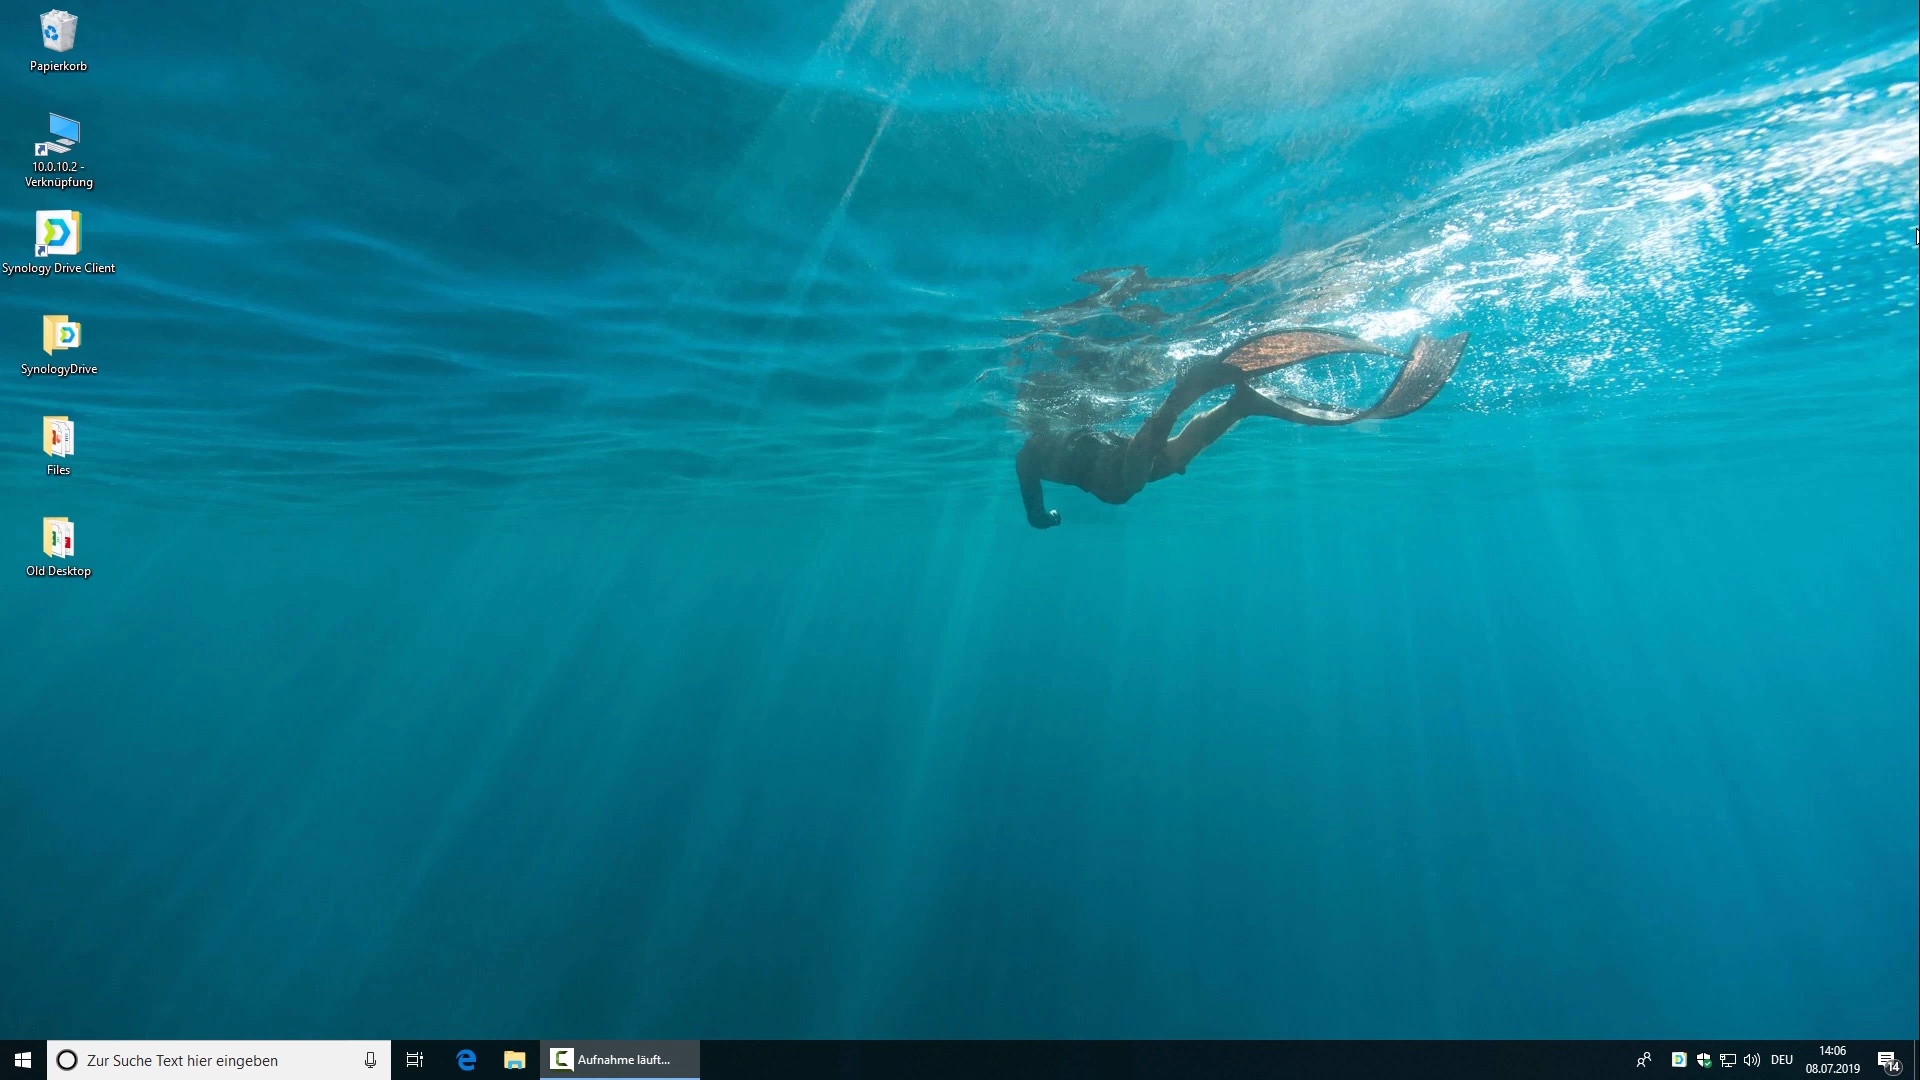 Papierkorb
10.0.10.2 -
Verknüpfung
Synology Drive Client
SynologyDrive
Files
Old Desktop
Zur Suche Text hier eingeben
Aufnahme läuft...
DEU
14:06
08.07.2019
14